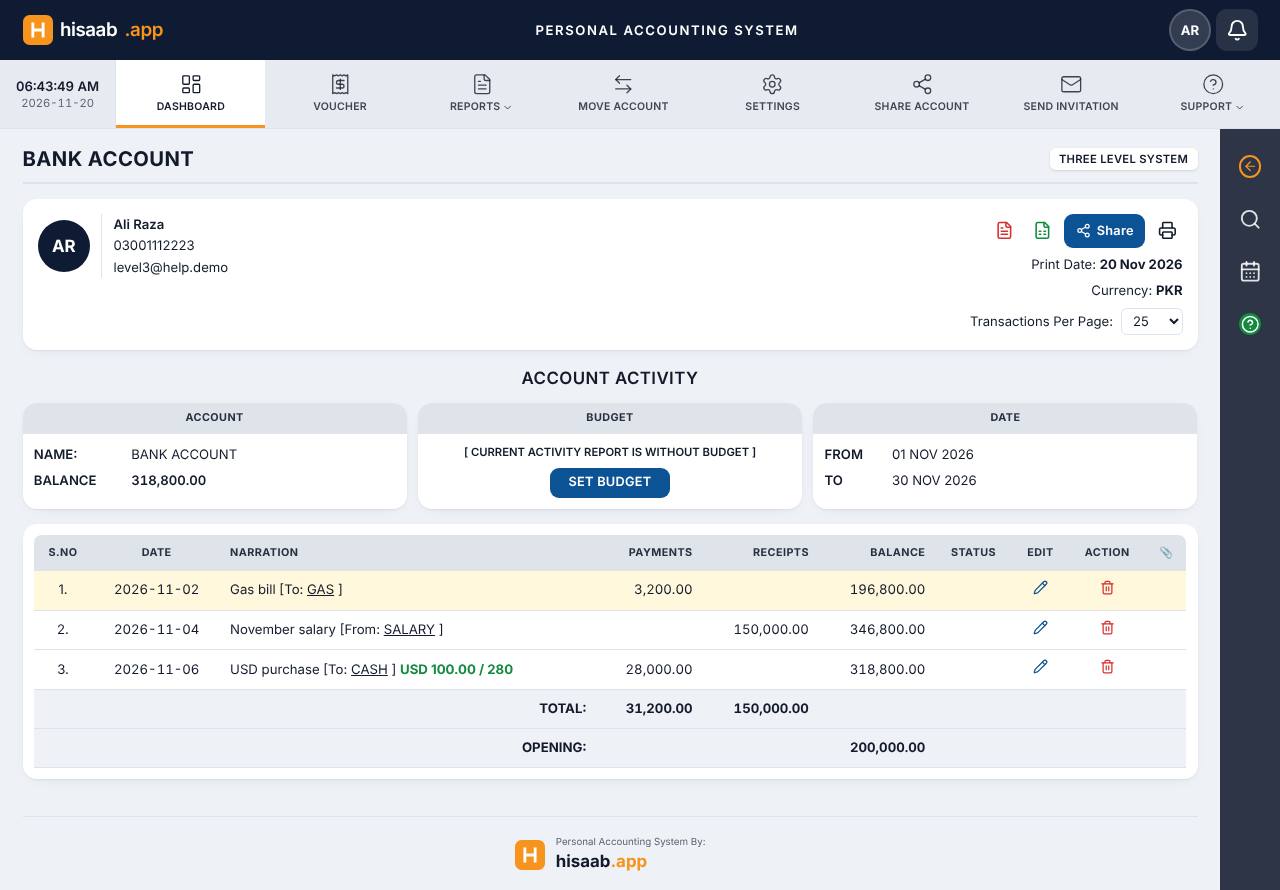 H hisaab .app
PERSONAL ACCOUNTING SYSTEM
AR
06:43:49 AM
2026-11-20
DASHBOARD
VOUCHER
REPORTS
MOVE ACCOUNT
SETTINGS
SHARE ACCOUNT
SEND INVITATION
SUPPORT
BANK ACCOUNT
THREE LEVEL SYSTEM
AR
Ali Raza
03001112223
level3@help.demo
Share
Print Date: 20 Nov 2026
Currency: PKR
Transactions Per Page: 25
ACCOUNT ACTIVITY
ACCOUNT
NAME: BANK ACCOUNT
BALANCE 318,800.00
BUDGET
[ CURRENT ACTIVITY REPORT IS WITHOUT BUDGET ]
SET BUDGET
DATE
FROM 01 NOV 2026
TO 30 NOV 2026
S.NO DATE NARRATION PAYMENTS RECEIPTS BALANCE STATUS EDIT ACTION
1. 2026-11-02 Gas bill [To: GAS ] 3,200.00 196,800.00
2. 2026-11-04 November salary [From: SALARY ] 150,000.00 346,800.00
3. 2026-11-06 USD purchase [To: CASH ] USD 100.00 / 280 28,000.00 318,800.00
TOTAL: 31,200.00 150,000.00
OPENING: 200,000.00
Personal Accounting System By:
H hisaab.app